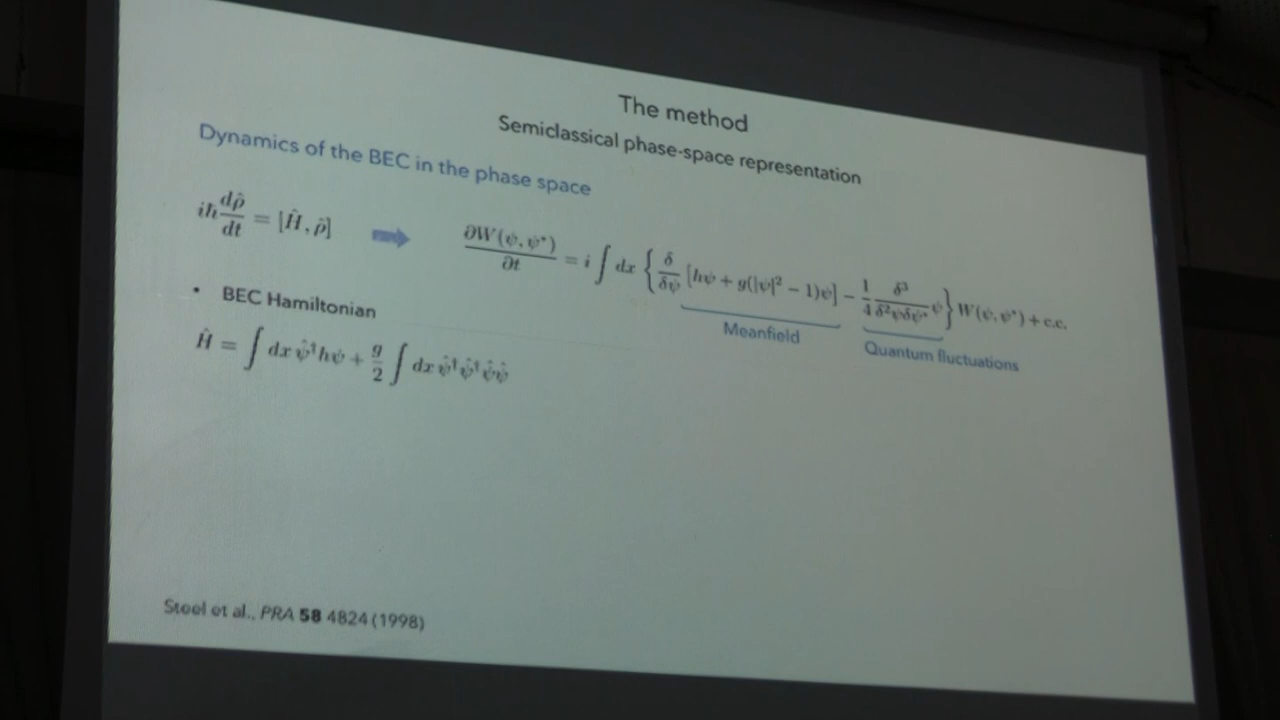 The method
Semiclassical phase-space representation
Dynamics of the BEC in the phase space
iħ dρ̂/dt = [Ĥ, ρ̂]
∂W(ψ, ψ*)/∂t = i ∫ dx { δ/δψ [hψ + g(|ψ|² − 1)ψ] − 1/4 δ³/δ²ψδψ* ψ } W(ψ, ψ*) + c.c.
Meanfield
Quantum fluctuations
• BEC Hamiltonian
Ĥ = ∫ dx ψ̂†hψ + g/2 ∫ dx ψ̂†ψ̂†ψ̂ψ̂
Steel et al., PRA 58 4824 (1998)